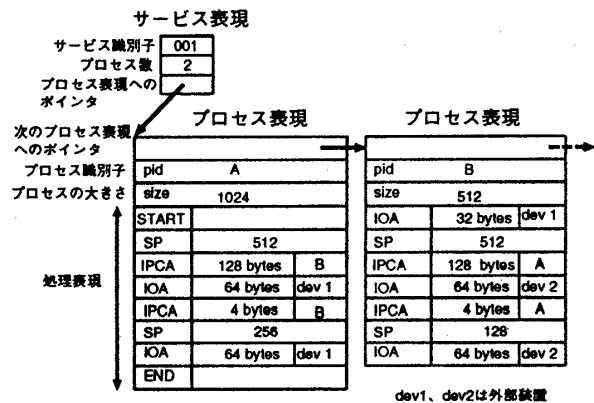 サービス表現
サービス識別子 001
プロセス数 2
プロセス表現への
ポインタ
プロセス表現
プロセス表現
次のプロセス表現
へのポインタ
プロセス識別子 pid A
pid B
プロセスの大きさ size 1024
size 512
処理表現
START
SP 512
IPCA 128 bytes B
IOA 64 bytes dev 1
IPCA 4 bytes B
SP 256
IOA 64 bytes dev 1
END
IOA 32 bytes dev 1
SP 512
IPCA 128 bytes A
IOA 64 bytes dev 2
IPCA 4 bytes A
SP 128
IOA 64 bytes dev 2
dev1、dev2は外部装置